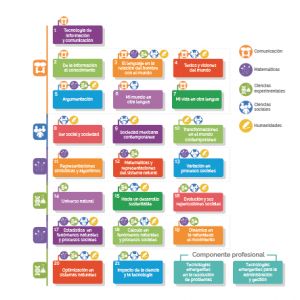 1
Tecnología de
información
y comunicación
2
De la información
al conocimiento
3
El lenguaje en la
relación del hombre
con el mundo
4
Textos y visiones
del mundo
5
Argumentación
6
Mi mundo en
otra lengua
7
Mi vida en otra lengua
8
Ser social y sociedad
9
Sociedad mexicana
contemporánea
10
Transformaciones
en el mundo
contemporáneo
Representaciones
simbólicas y algoritmos
12
Matemáticas y
representaciones
del sistema natural
13
Variación en
procesos sociales
14
Universo natural
15
Hacia un desarrollo
sustentable
16
Evolución y sus
repercusiones sociales
17
Estadística en
fenómenos naturales
y procesos sociales
18
Cálculo en
fenómenos naturales
y procesos sociales
19
Dinámica en
la naturaleza:
el movimiento
20
Optimización en
sistemas naturales
21
Impacto de la ciencia
y la tecnología
Componente profesional
Tecnologías
emergentes
en la resolución
de problemas
Tecnologías
emergentes para la
administración
y gestión
Comunicación
Matemáticas
Ciencias
experimentales
Ciencias
sociales
Humanidades